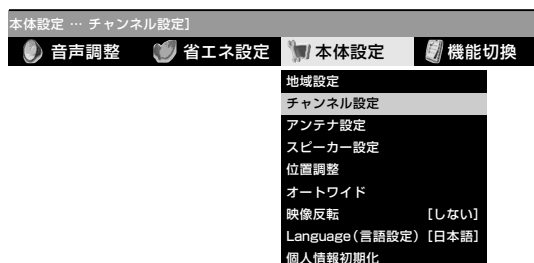 本体設定 … チャンネル設定]
音声調整 省エネ設定 本体設定 機能切換
地域設定
チャンネル設定
アンテナ設定
スピーカー設定
位置調整
オートワイド
映像反転 [しない]
Language(言語設定) [日本語]
個人情報初期化